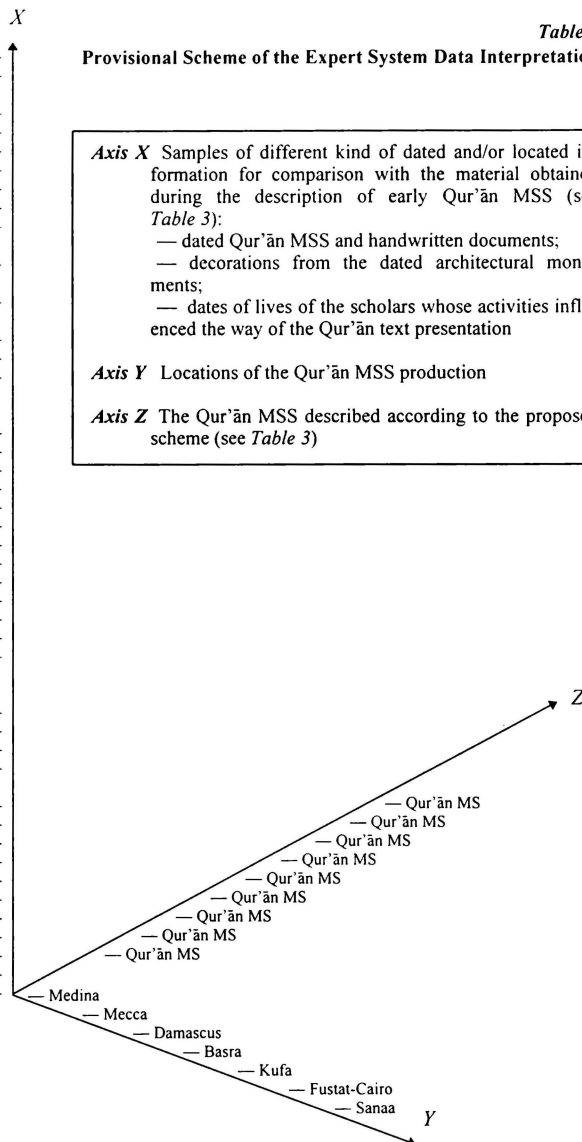 X
Table
Provisional Scheme of the Expert System Data Interpretatio
Axis X Samples of different kind of dated and/or located i
formation for comparison with the material obtaine
during the description of early Qur'ān MSS (s
Table 3):
— dated Qur'ān MSS and handwritten documents;
— decorations from the dated architectural mon
ments;
— dates of lives of the scholars whose activities infl
enced the way of the Qur'ān text presentation
Axis Y Locations of the Qur'ān MSS production
Axis Z The Qur'ān MSS described according to the propose
scheme (see Table 3)
Z
— Qur'ān MS
— Qur'ān MS
— Qur'ān MS
— Qur'ān MS
— Qur'ān MS
— Qur'ān MS
— Qur'ān MS
— Qur'ān MS
— Qur'ān MS
— Medina
— Mecca
— Damascus
— Basra
— Kufa
— Fustat-Cairo
— Sanaa
Y